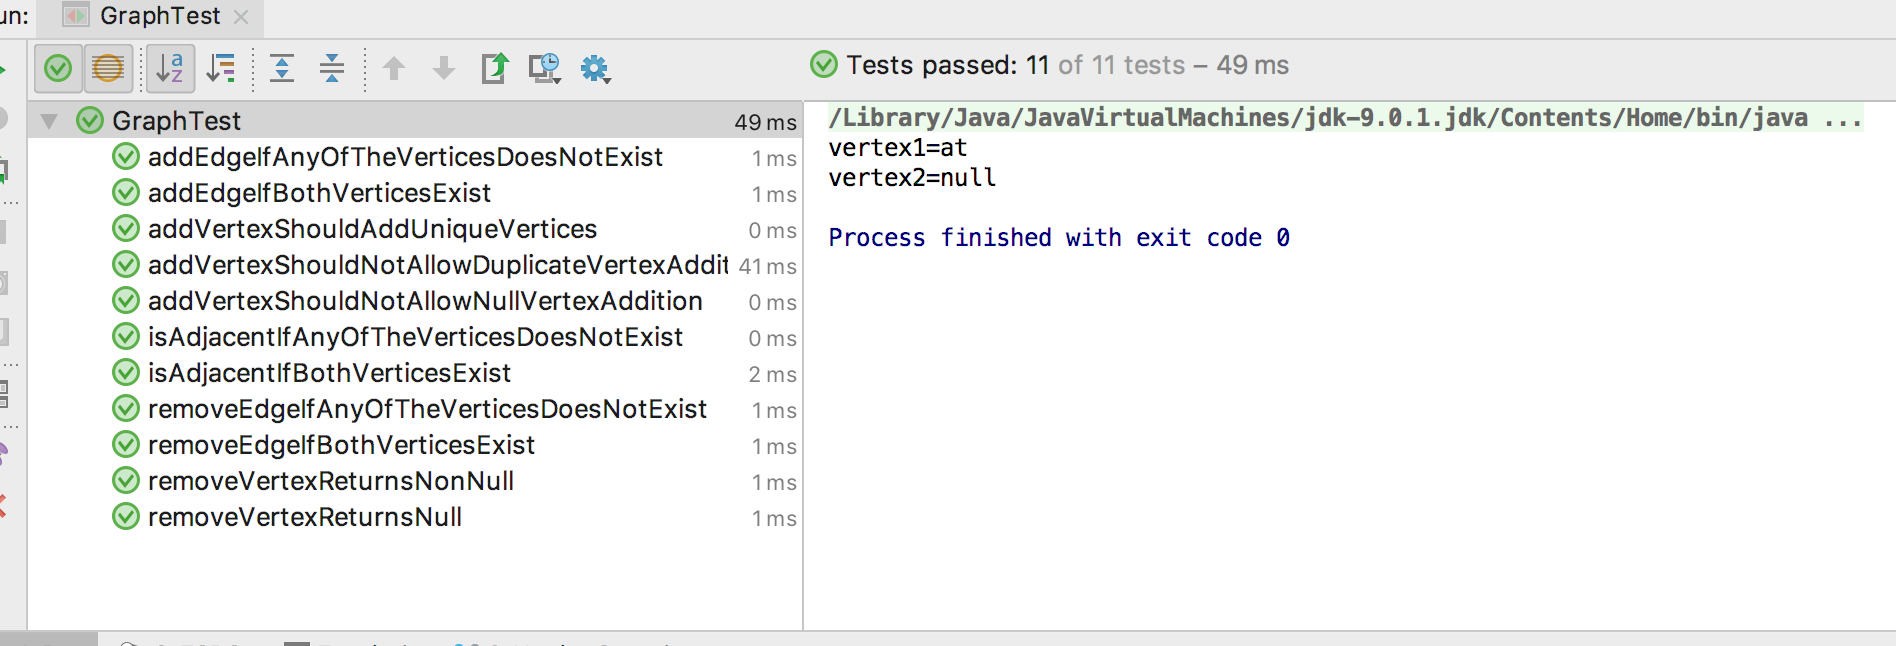 un:
GraphTest
Tests passed: 11 of 11 tests – 49 ms
GraphTest 49 ms
addEdgeIfAnyOfTheVerticesDoesNotExist 1 ms
addEdgeIfBothVerticesExist 1 ms
addVertexShouldAddUniqueVertices 0 ms
addVertexShouldNotAllowDuplicateVertexAddit 41 ms
addVertexShouldNotAllowNullVertexAddition 0 ms
isAdjacentIfAnyOfTheVerticesDoesNotExist 0 ms
isAdjacentIfBothVerticesExist 2 ms
removeEdgeIfAnyOfTheVerticesDoesNotExist 1 ms
removeEdgeIfBothVerticesExist 1 ms
removeVertexReturnsNonNull 1 ms
removeVertexReturnsNull 1 ms
/Library/Java/JavaVirtualMachines/jdk-9.0.1.jdk/Contents/Home/bin/java ...
vertex1=at
vertex2=null
Process finished with exit code 0